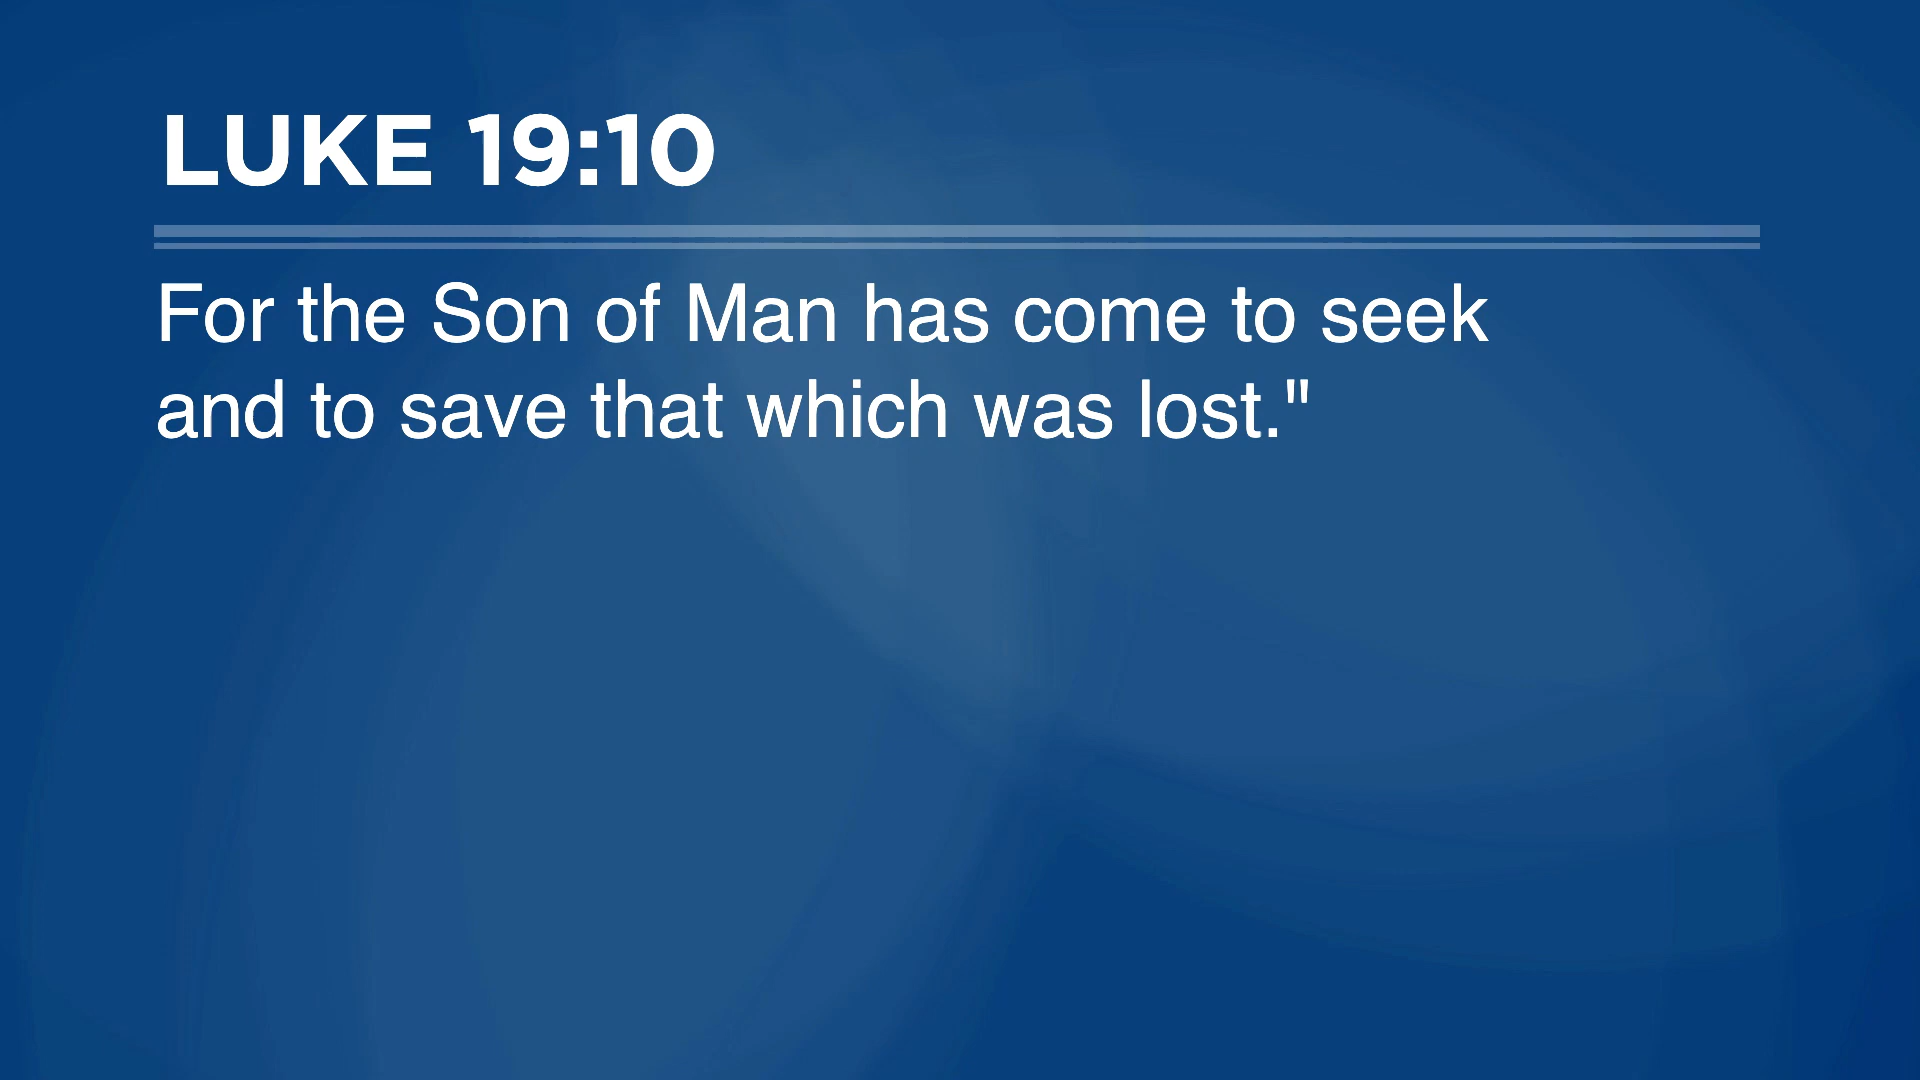 LUKE 19:10
For the Son of Man has come to seek
and to save that which was lost."